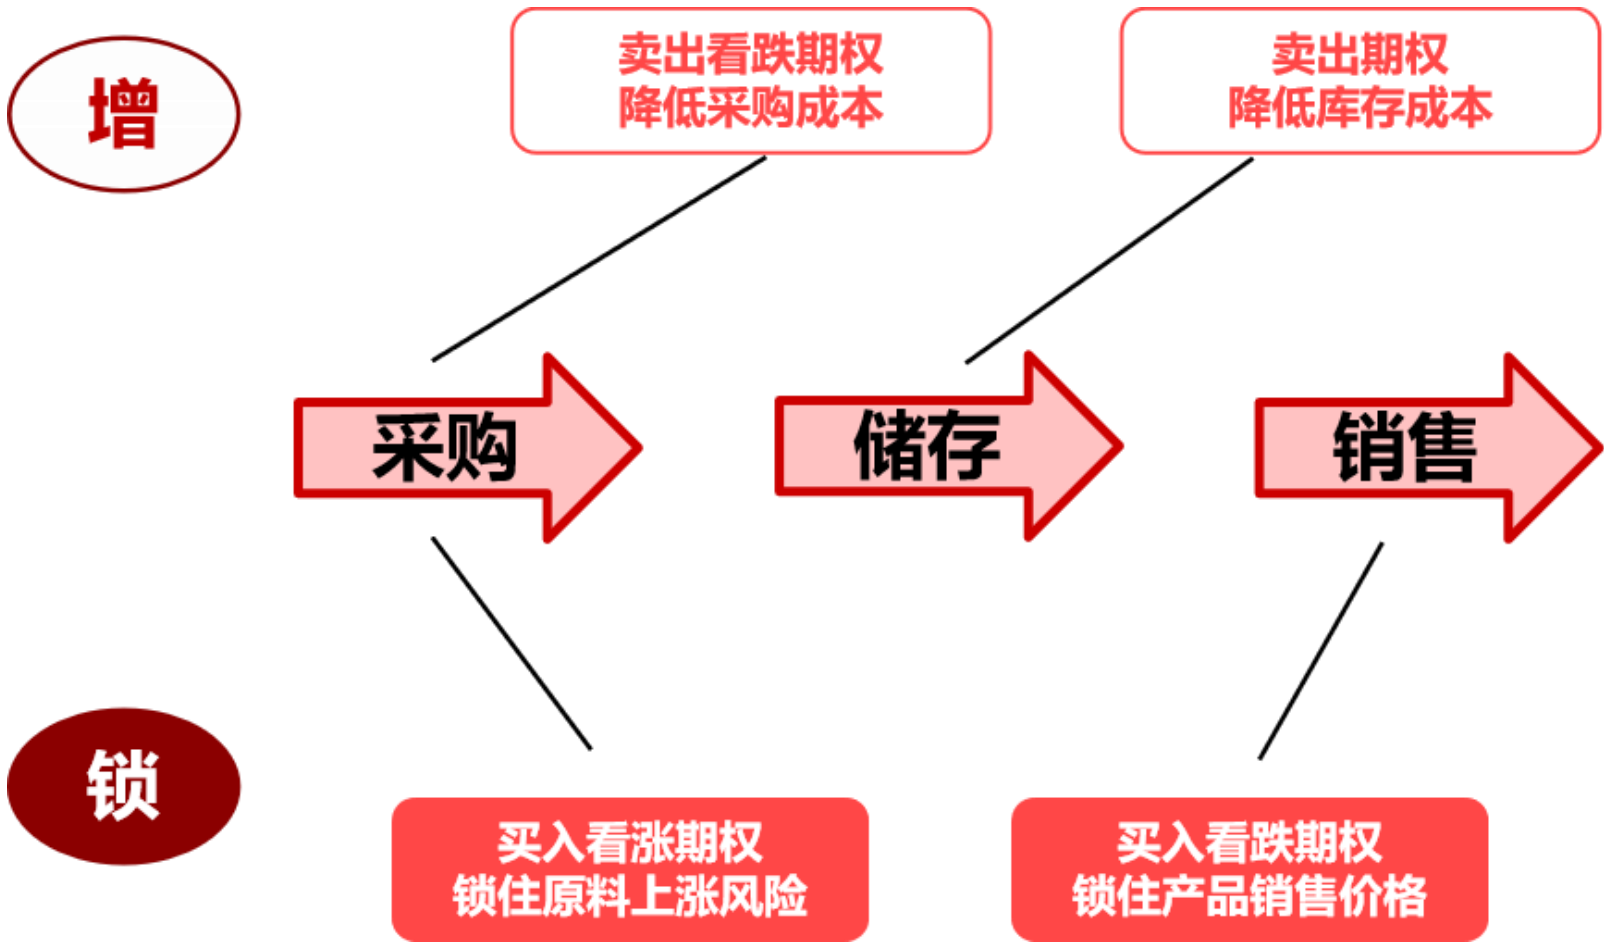 增
卖出看跌期权
降低采购成本
卖出期权
降低库存成本
采购
储存
销售
锁
买入看涨期权
锁住原料上涨风险
买入看跌期权
锁住产品销售价格